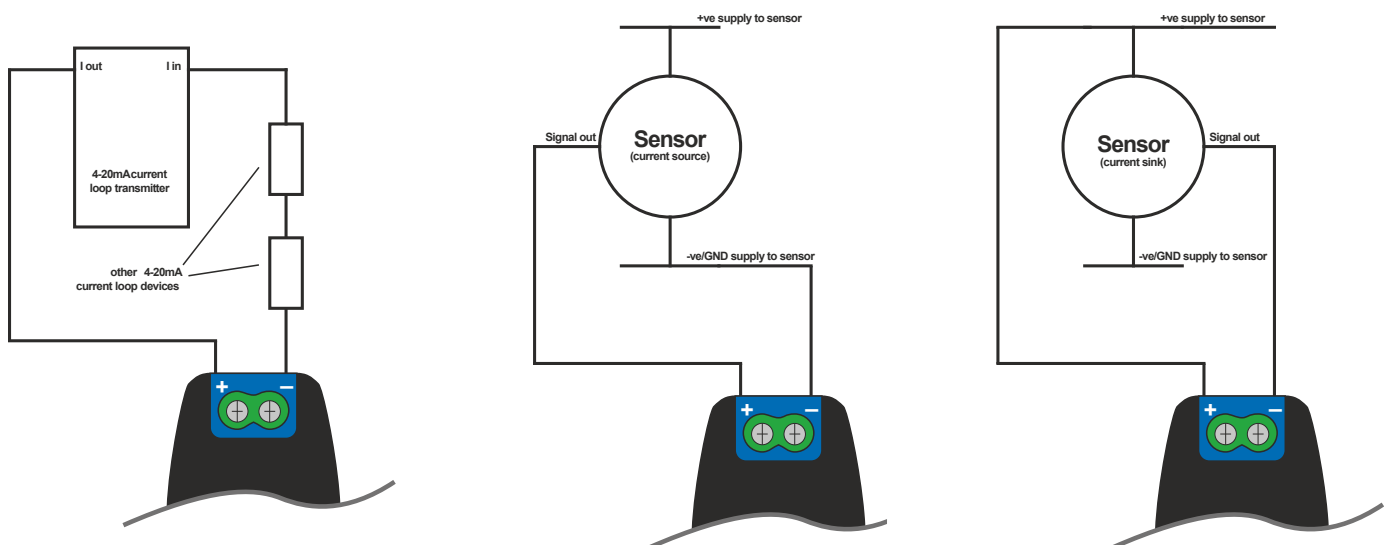 I out
I in
4-20mAcurrent
loop transmitter
other 4-20mA
current loop devices
+
–
+ve supply to sensor
Signal out
Sensor
(current source)
-ve/GND supply to sensor
+
–
+ve supply to sensor
Sensor
(current sink)
Signal out
-ve/GND supply to sensor
+
–